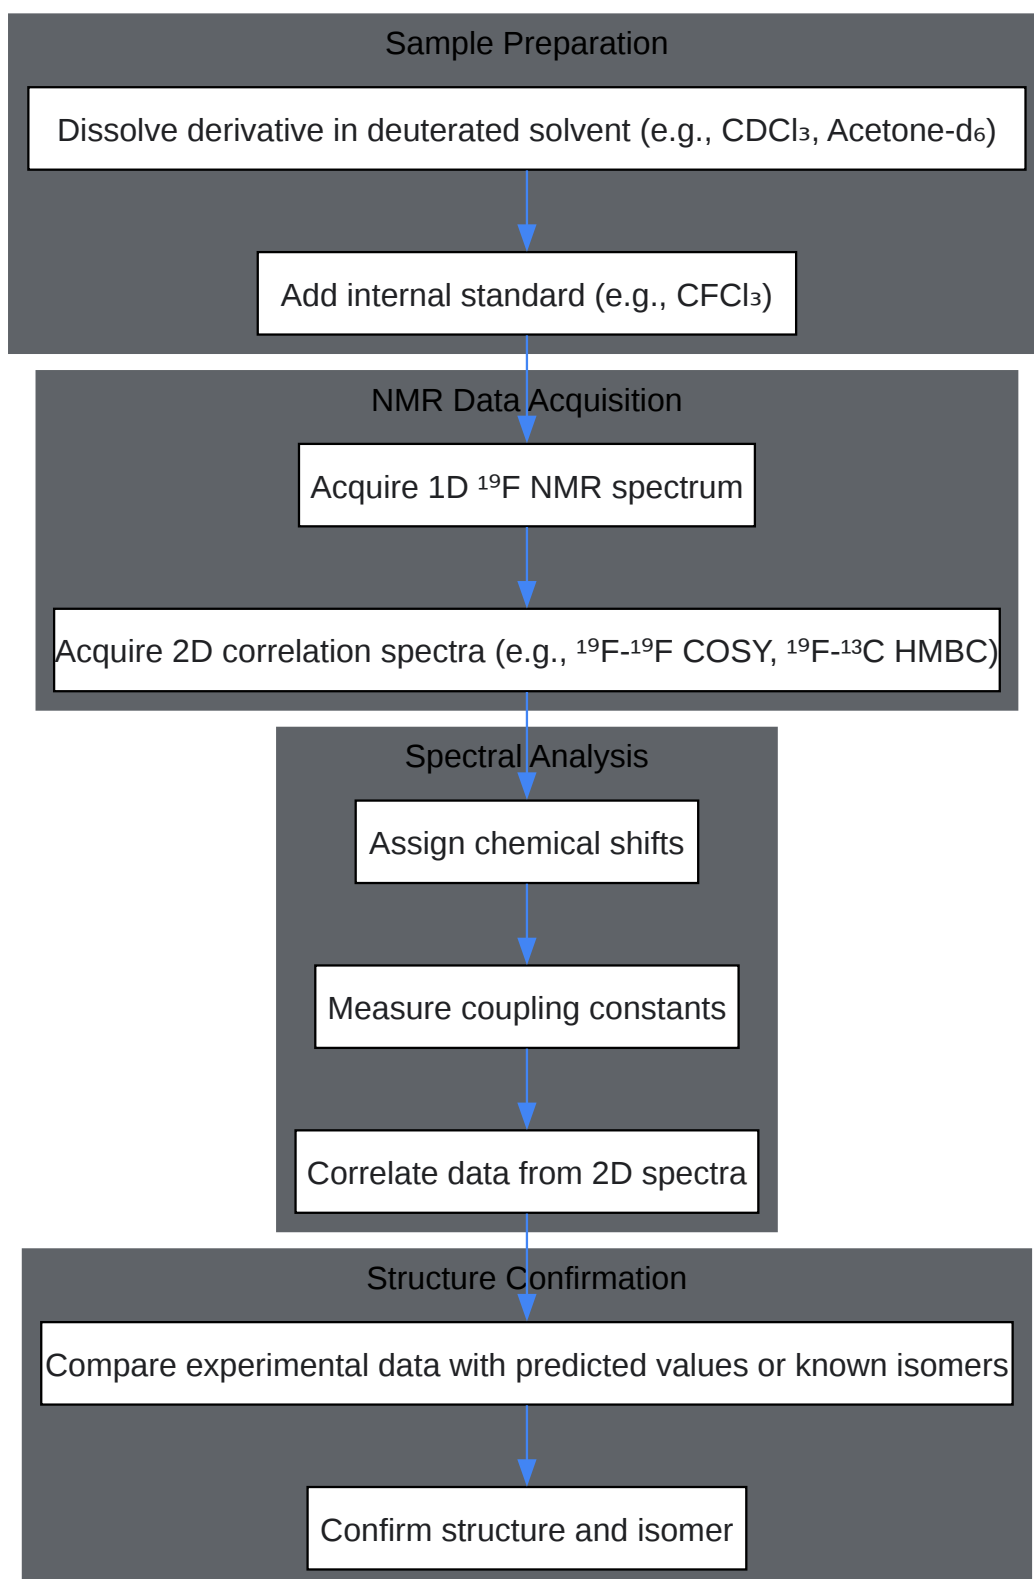 Sample Preparation
Dissolve derivative in deuterated solvent (e.g., CDCl₃, Acetone-d₆)
Add internal standard (e.g., CFCl₃)
NMR Data Acquisition
Acquire 1D ¹⁹F NMR spectrum
Acquire 2D correlation spectra (e.g., ¹⁹F-¹⁹F COSY, ¹⁹F-¹³C HMBC)
Spectral Analysis
Assign chemical shifts
Measure coupling constants
Correlate data from 2D spectra
Structure Confirmation
Compare experimental data with predicted values or known isomers
Confirm structure and isomer